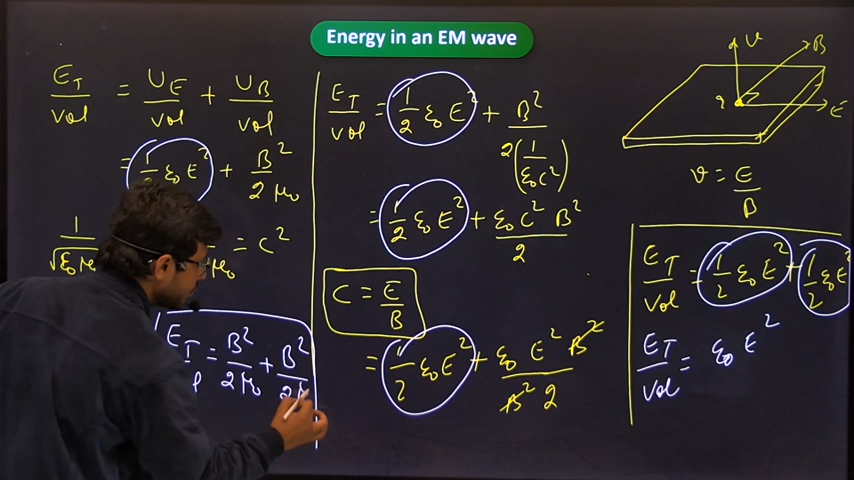 Energy in an EM wave
E_T/vol = U_E/vol + U_B/vol
= 1/2 ε₀E² + B²/2μ₀
1/√ε₀μ₀ = c²
E_T = B²/2μ₀ + B²/2μ
E_T/vol = 1/2 ε₀E² + B²/2(1/ε₀c²)
= 1/2 ε₀E² + ε₀c²B²/2
C = E/B
= 1/2 ε₀E² + ε₀E²B²/B²2
v
B
q
E
v = E/B
E_T/vol = 1/2 ε₀E² + 1/2 ε₀E²
E_T/vol = ε₀E²